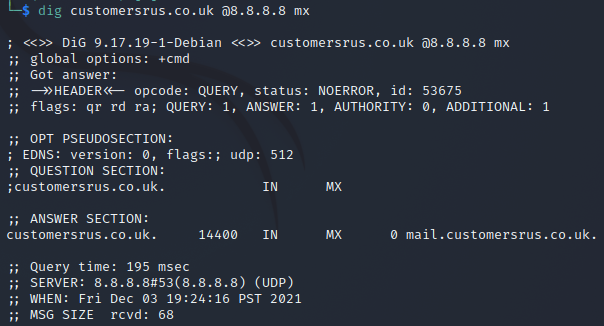 └─$ dig customersrus.co.uk @8.8.8.8 mx
; <<>> DiG 9.17.19-1-Debian <<>> customersrus.co.uk @8.8.8.8 mx
;; global options: +cmd
;; Got answer:
;; ->>HEADER<<- opcode: QUERY, status: NOERROR, id: 53675
;; flags: qr rd ra; QUERY: 1, ANSWER: 1, AUTHORITY: 0, ADDITIONAL: 1
;; OPT PSEUDOSECTION:
; EDNS: version: 0, flags:; udp: 512
;; QUESTION SECTION:
;customersrus.co.uk. IN MX
;; ANSWER SECTION:
customersrus.co.uk. 14400 IN MX 0 mail.customersrus.co.uk.
;; Query time: 195 msec
;; SERVER: 8.8.8.8#53(8.8.8.8) (UDP)
;; WHEN: Fri Dec 03 19:24:16 PST 2021
;; MSG SIZE rcvd: 68